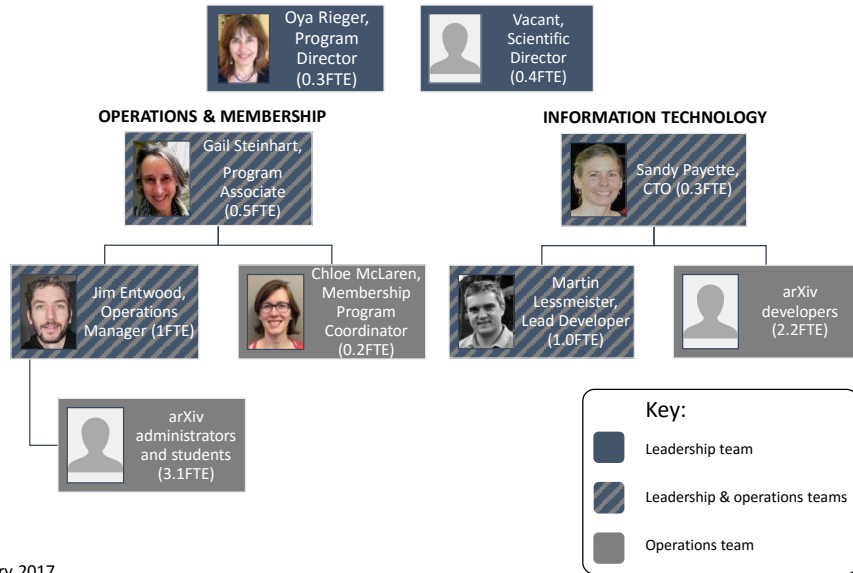 Oya Rieger,
Program
Director
(0.3FTE)
Vacant,
Scientific
Director
(0.4FTE)
OPERATIONS & MEMBERSHIP
Gail Steinhart,
Program
Associate
(0.5FTE)
INFORMATION TECHNOLOGY
Sandy Payette,
CTO (0.3FTE)
Jim Entwood,
Operations
Manager (1FTE)
Chloe McLaren,
Membership
Program
Coordinator
(0.2FTE)
Martin
Lessmeister,
Lead Developer
(1.0FTE)
arXiv
developers
(2.2FTE)
arXiv
administrators
and students
(3.1FTE)
Key:
Leadership team
Leadership & operations teams
Operations team
2017